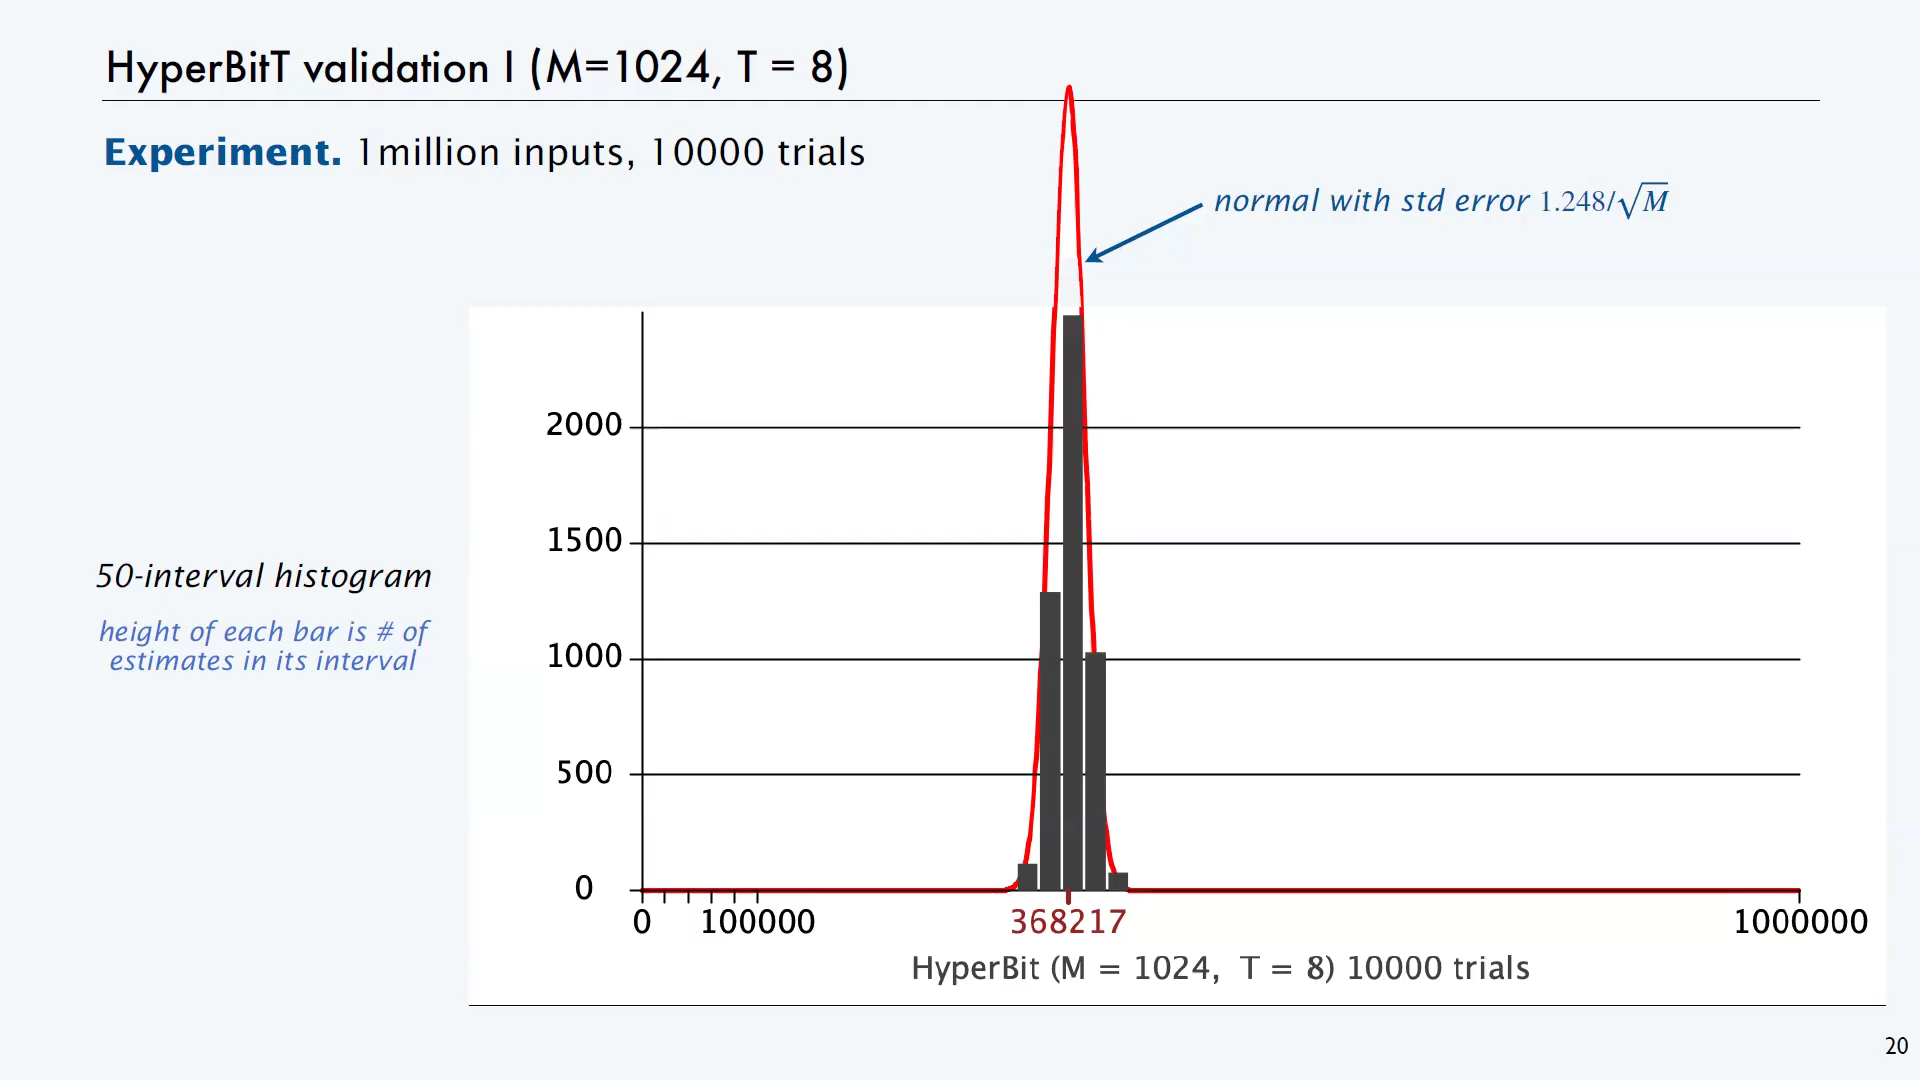 HyperBitT validation I (M=1024, T = 8)
Experiment. 1million inputs, 10000 trials
normal with std error 1.248/√M
2000
1500
50-interval histogram
height of each bar is # of
estimates in its interval
1000
500
0
0 100000 368217 1000000
HyperBit (M = 1024, T = 8) 10000 trials
20